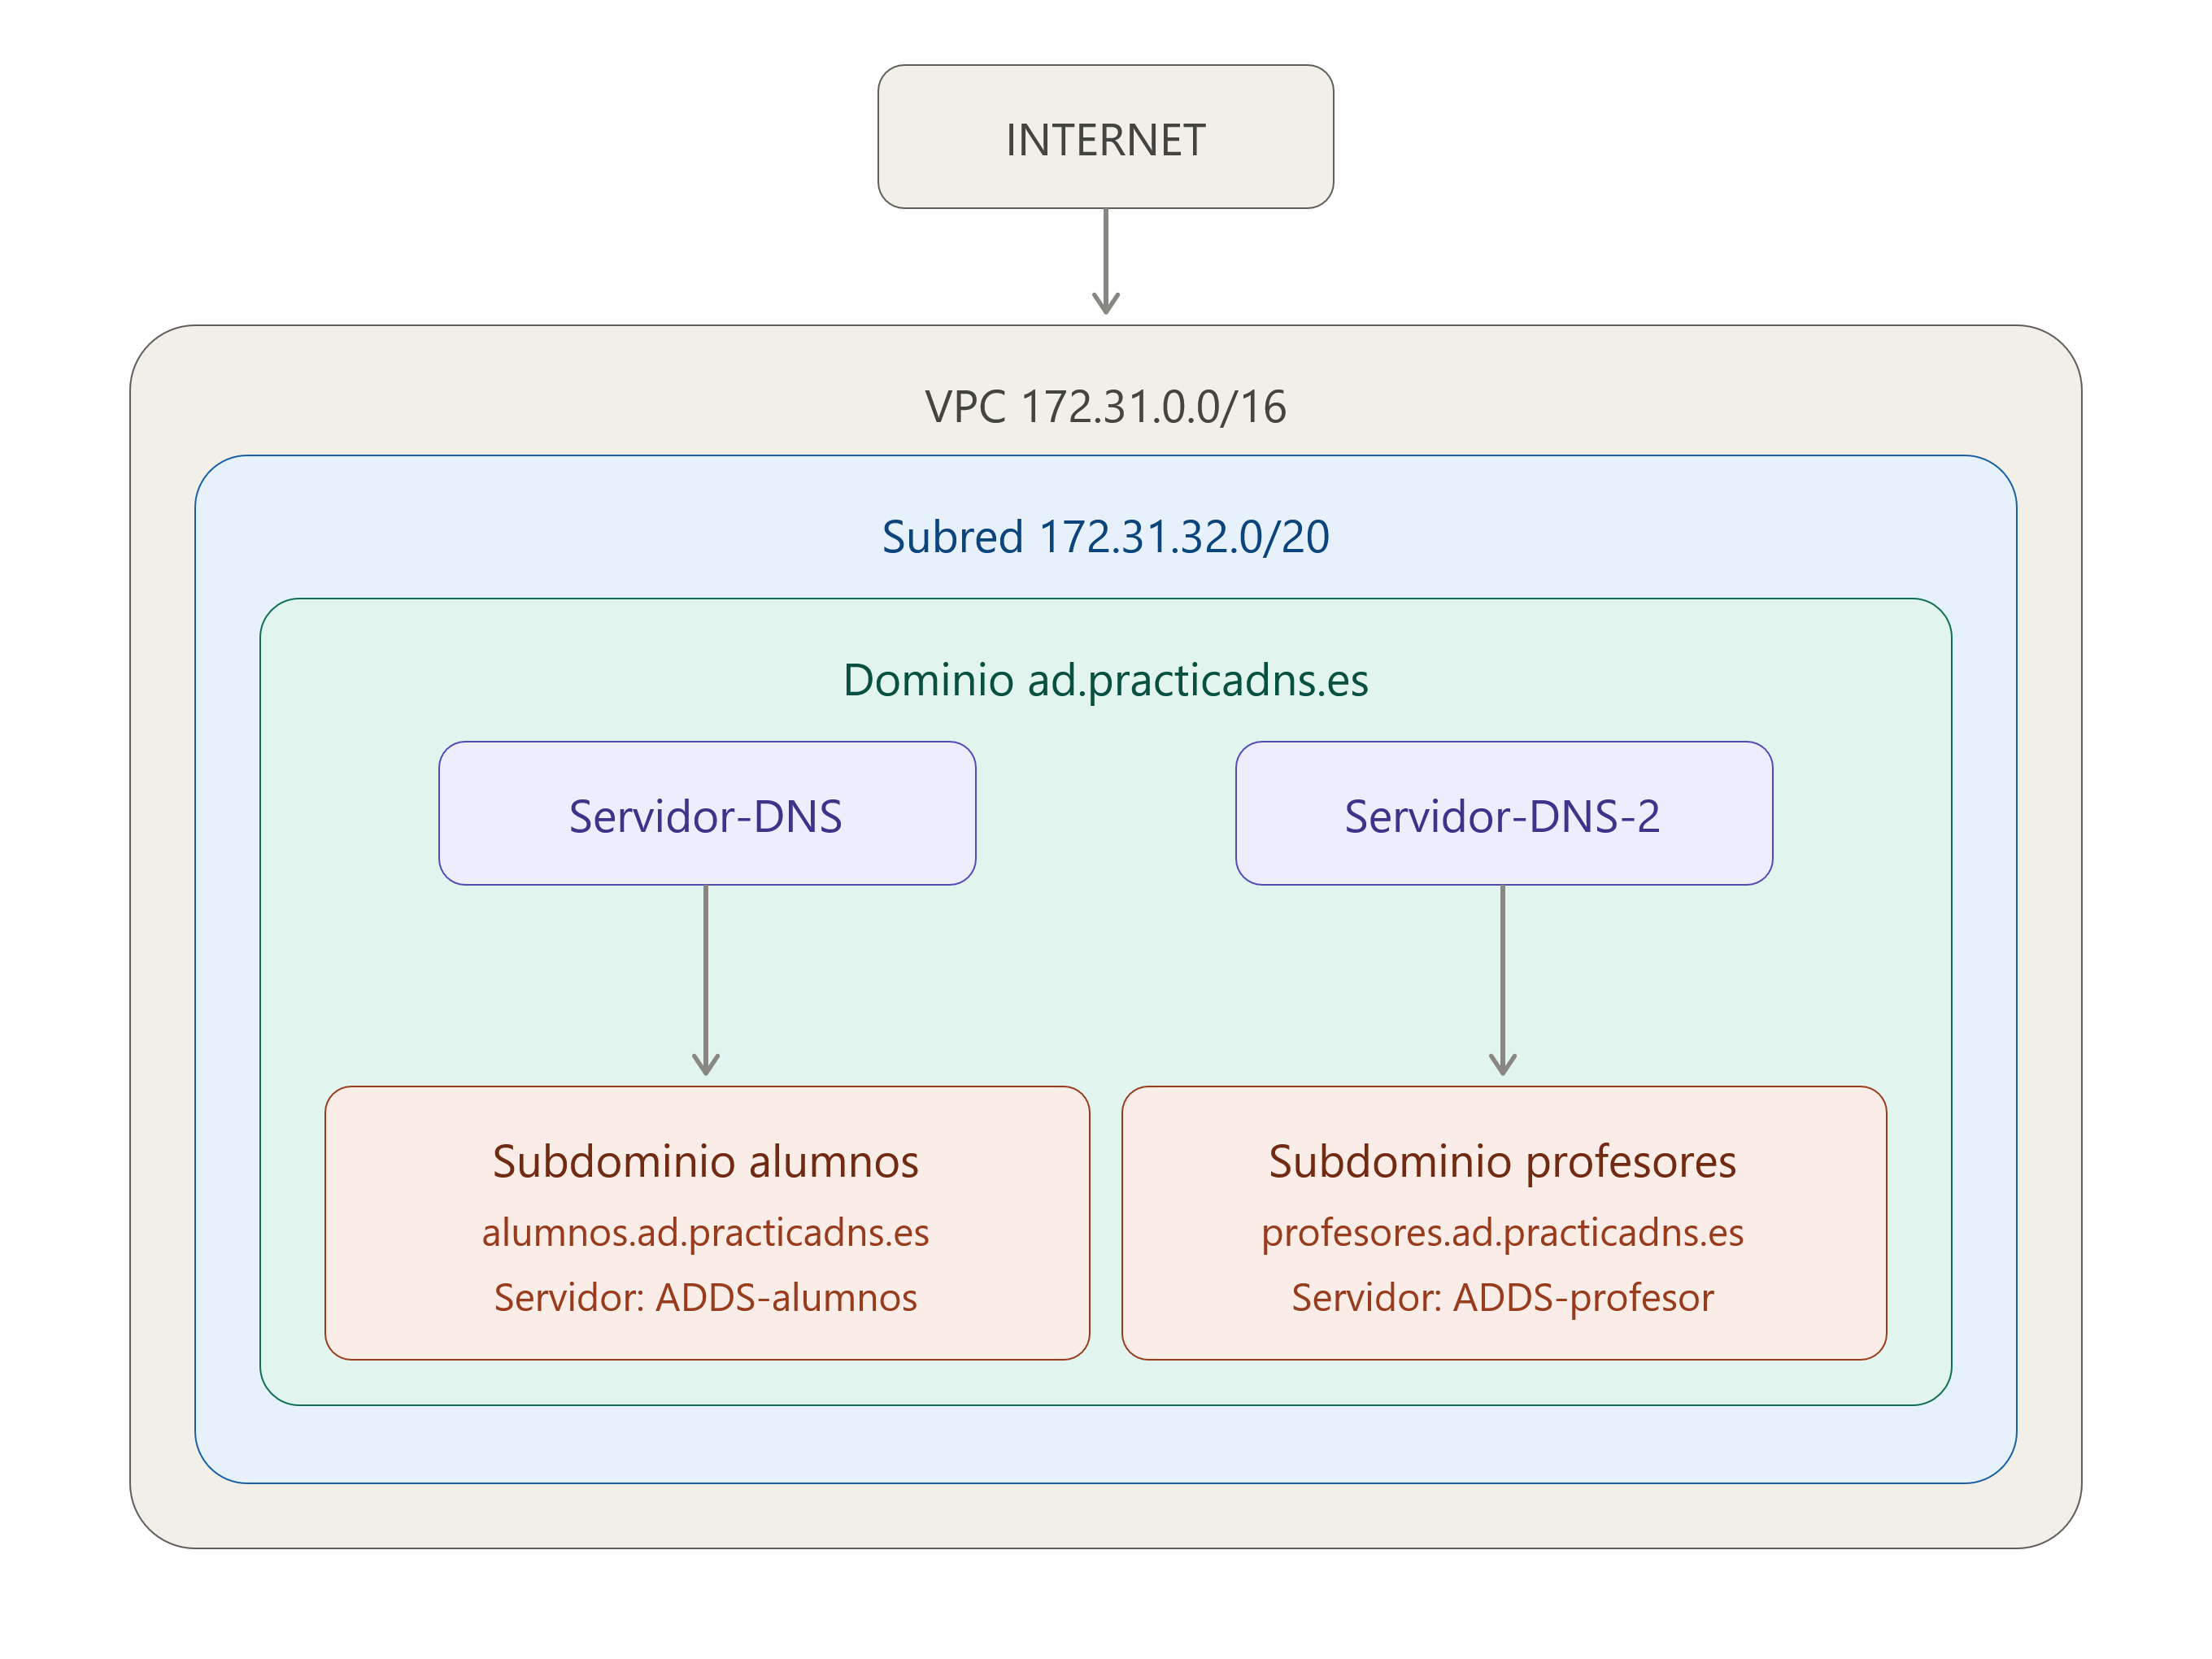 INTERNET
VPC 172.31.0.0/16
Subred 172.31.32.0/20
Dominio ad.practicadns.es
Servidor-DNS
Servidor-DNS-2
Subdominio alumnos
alumnos.ad.practicadns.es
Servidor: ADDS-alumnos
Subdominio profesores
profesores.ad.practicadns.es
Servidor: ADDS-profesor